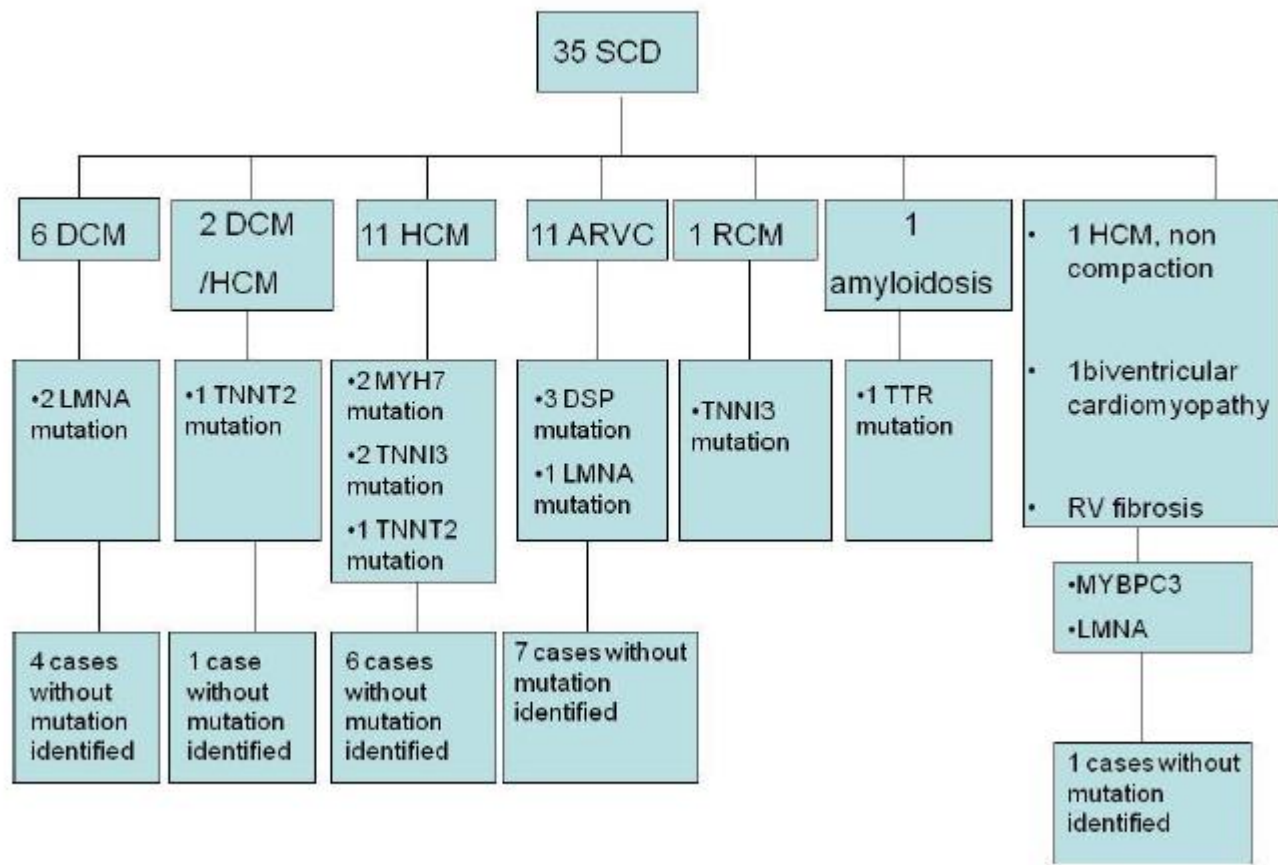 35 SCD
6 DCM
2 DCM
/HCM
11 HCM
11 ARVC
1 RCM
1
amyloidosis
• 1 HCM, non
compaction
• 1biventricular
cardiomyopathy
• RV fibrosis
•2 LMNA
mutation
•1 TNNT2
mutation
•2 MYH7
mutation
•2 TNNI3
mutation
•1 TNNT2
mutation
•3 DSP
mutation
•1 LMNA
mutation
•TNNI3
mutation
•1 TTR
mutation
•MYBPC3
•LMNA
4 cases
without
mutation
identified
1 case
without
mutation
identified
6 cases
without
mutation
identified
7 cases without
mutation
identified
1 cases without
mutation
identified